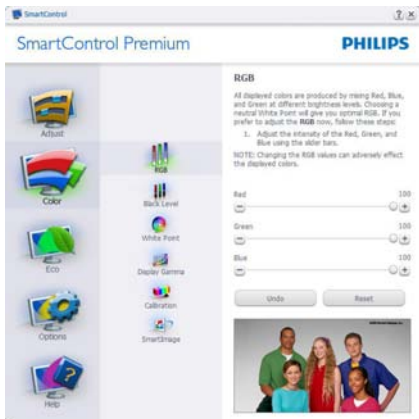 SmartControl
SmartControl Premium
PHILIPS
Adjust
Color
Eco
Options
Help
RGB
Black Level
White Point
Display Gamma
Calibration
SmartImage
RGB
All displayed colors are produced by mixing Red, Blue,
and Green at different brightness levels. Choosing a
neutral White Point will give you optimal RGB. If you
prefer to adjust the RGB now, follow these steps:
1. Adjust the intensity of the Red, Green, and
Blue using the slider bars.
NOTE: Changing the RGB values can adversely effect
the displayed colors.
Red 100
Green 100
Blue 100
Undo Reset